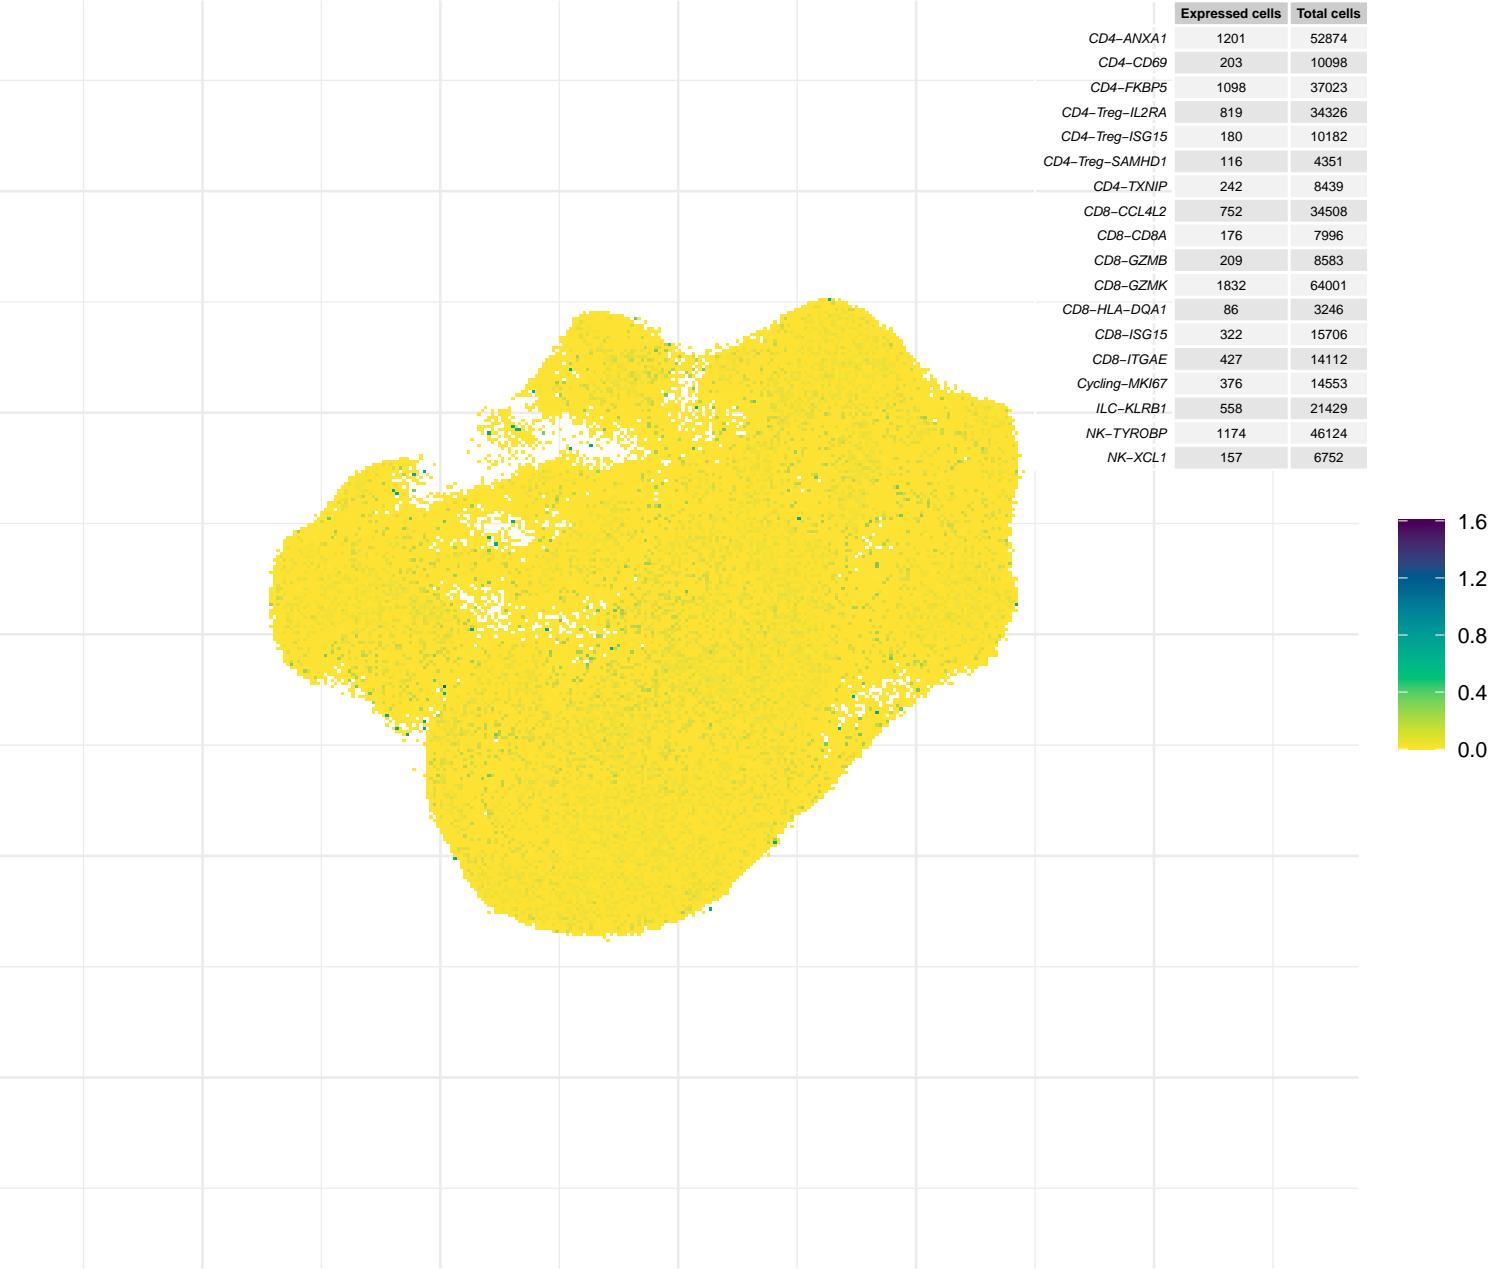 Expressed cells Total cells
CD4−ANXA1 1201 52874
CD4−CD69 203 10098
CD4−FKBP5 1098 37023
CD4−Treg−IL2RA 819 34326
CD4−Treg−ISG15 180 10182
CD4−Treg−SAMHD1 116 4351
CD4−TXNIP 242 8439
CD8−CCL4L2 752 34508
CD8−CD8A 176 7996
CD8−GZMB 209 8583
CD8−GZMK 1832 64001
CD8−HLA−DQA1 86 3246
CD8−ISG15 322 15706
CD8−ITGAE 427 14112
Cycling−MKI67 376 14553
ILC−KLRB1 558 21429
NK−TYROBP 1174 46124
NK−XCL1 157 6752
1.6
1.2
0.8
0.4
0.0